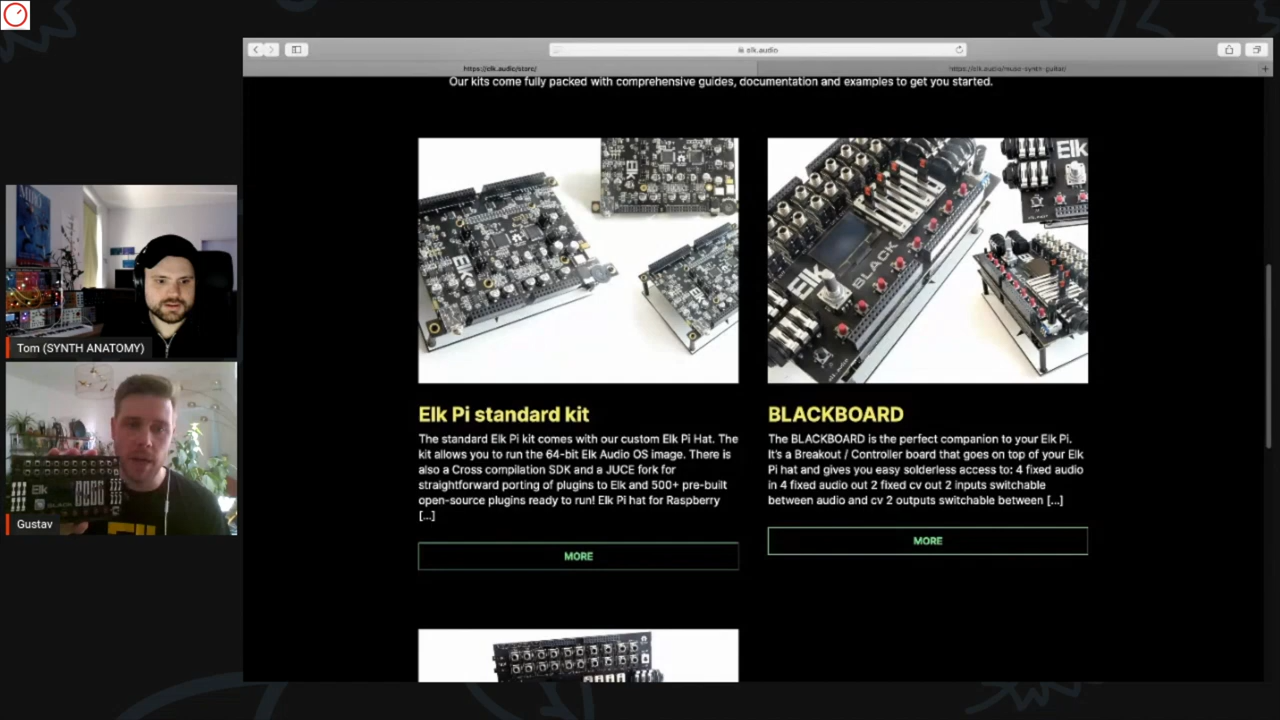 elk.audio
https://elk.audio/store/
https://elk.audio/muse-synth-guitar/
Our kits come fully packed with comprehensive guides, documentation and examples to get you started.
Elk
Elk
BLACK
Elk
Elk Pi standard kit
BLACKBOARD
The standard Elk Pi kit comes with our custom Elk Pi Hat. The
kit allows you to run the 64-bit Elk Audio OS image. There is
also a Cross compilation SDK and a JUCE fork for
straightforward porting of plugins to Elk and 500+ pre-built
open-source plugins ready to run! Elk Pi hat for Raspberry
[...]
The BLACKBOARD is the perfect companion to your Elk Pi.
It's a Breakout / Controller board that goes on top of your Elk
Pi hat and gives you easy solderless access to: 4 fixed audio
in 4 fixed audio out 2 fixed cv out 2 inputs switchable
between audio and cv 2 outputs switchable between [...]
MORE
MORE
Tom (SYNTH ANATOMY)
Elk
Gustav